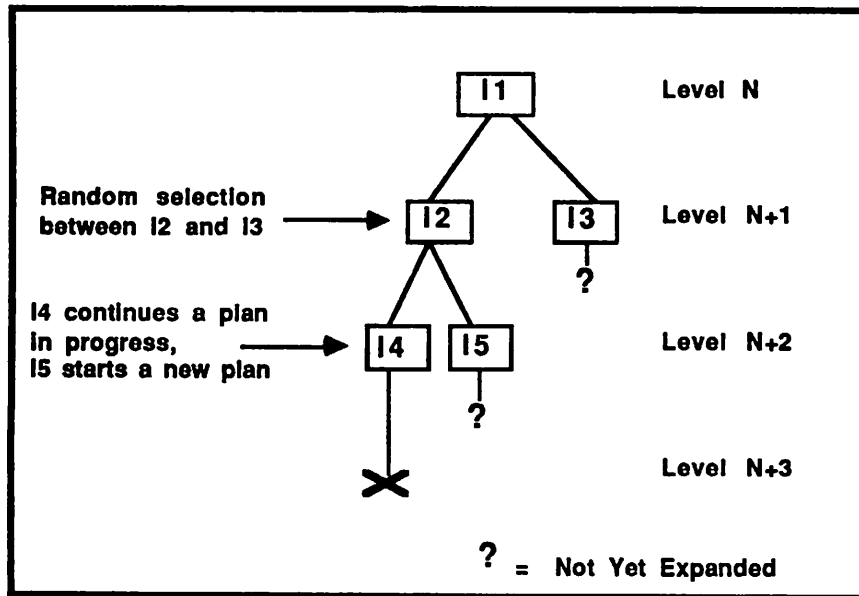 I1 Level N
Random selection
between I2 and I3
I2 I3 Level N+1
?
I4 continues a plan
in progress,
I5 starts a new plan
I4 I5 Level N+2
?
Level N+3
? = Not Yet Expanded